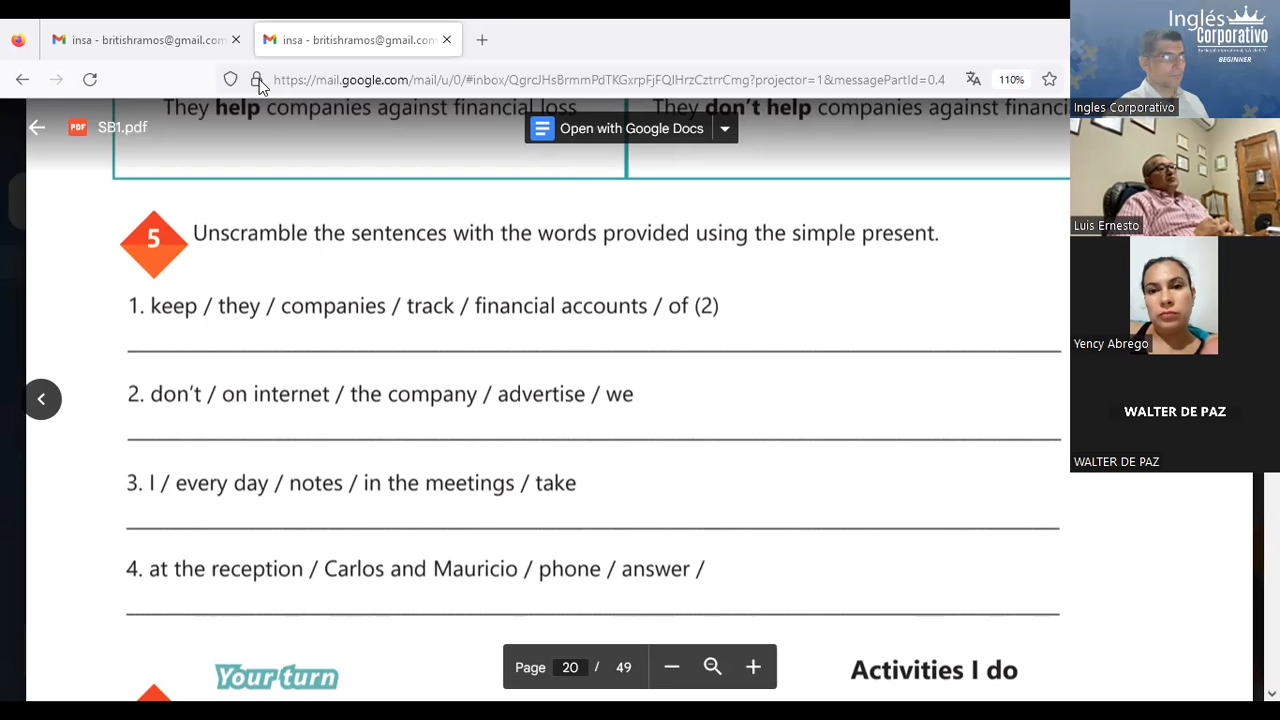 insa - britishramos@gmail.com
insa - britishramos@gmail.com
https://mail.google.com/mail/u/0/#inbox/QgrcJHsBrmmPdTKGxrpFjFQlHrzCztrrCmg?projector=1&messagePartId=0.4
110%
They help companies against financial loss
They don't help companies against financi
PDF SB1.pdf
Open with Google Docs
5 Unscramble the sentences with the words provided using the simple present.
1. keep / they / companies / track / financial accounts / of (2)
2. don't / on internet / the company / advertise / we
3. I / every day / notes / in the meetings / take
4. at the reception / Carlos and Mauricio / phone / answer /
Your turn
Activities I do
Page 20 / 49
Inglés
Corporativo
BEGINNER
Ingles Corporativo
Luis Ernesto
Yency Abrego
WALTER DE PAZ
WALTER DE PAZ